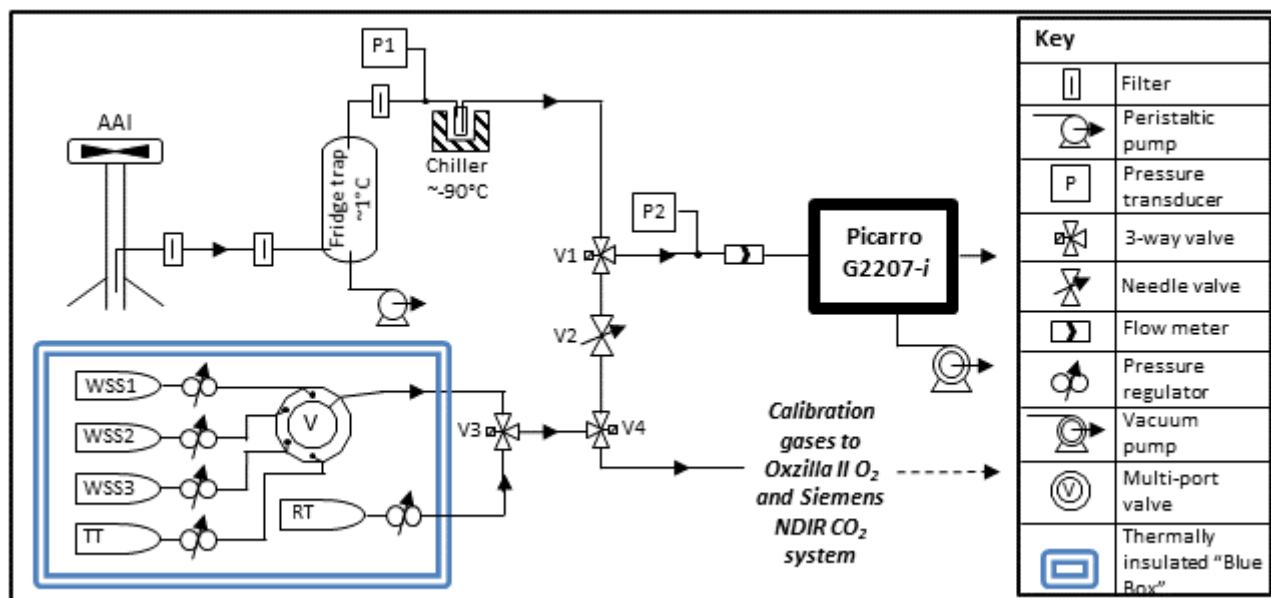 P1
AAI
Fridge trap
~1°C
Chiller
~-90°C
P2
V1
Picarro
G2207-i
V2
WSS1
WSS2
WSS3
TT
V
RT
V3
V4
Calibration
gases to
Oxzilla II O₂
and Siemens
NDIR CO₂
system
Key
Filter
Peristaltic
pump
P
Pressure
transducer
3-way valve
Needle valve
Flow meter
Pressure
regulator
Vacuum
pump
V
Multi-port
valve
Thermally
insulated “Blue
Box”